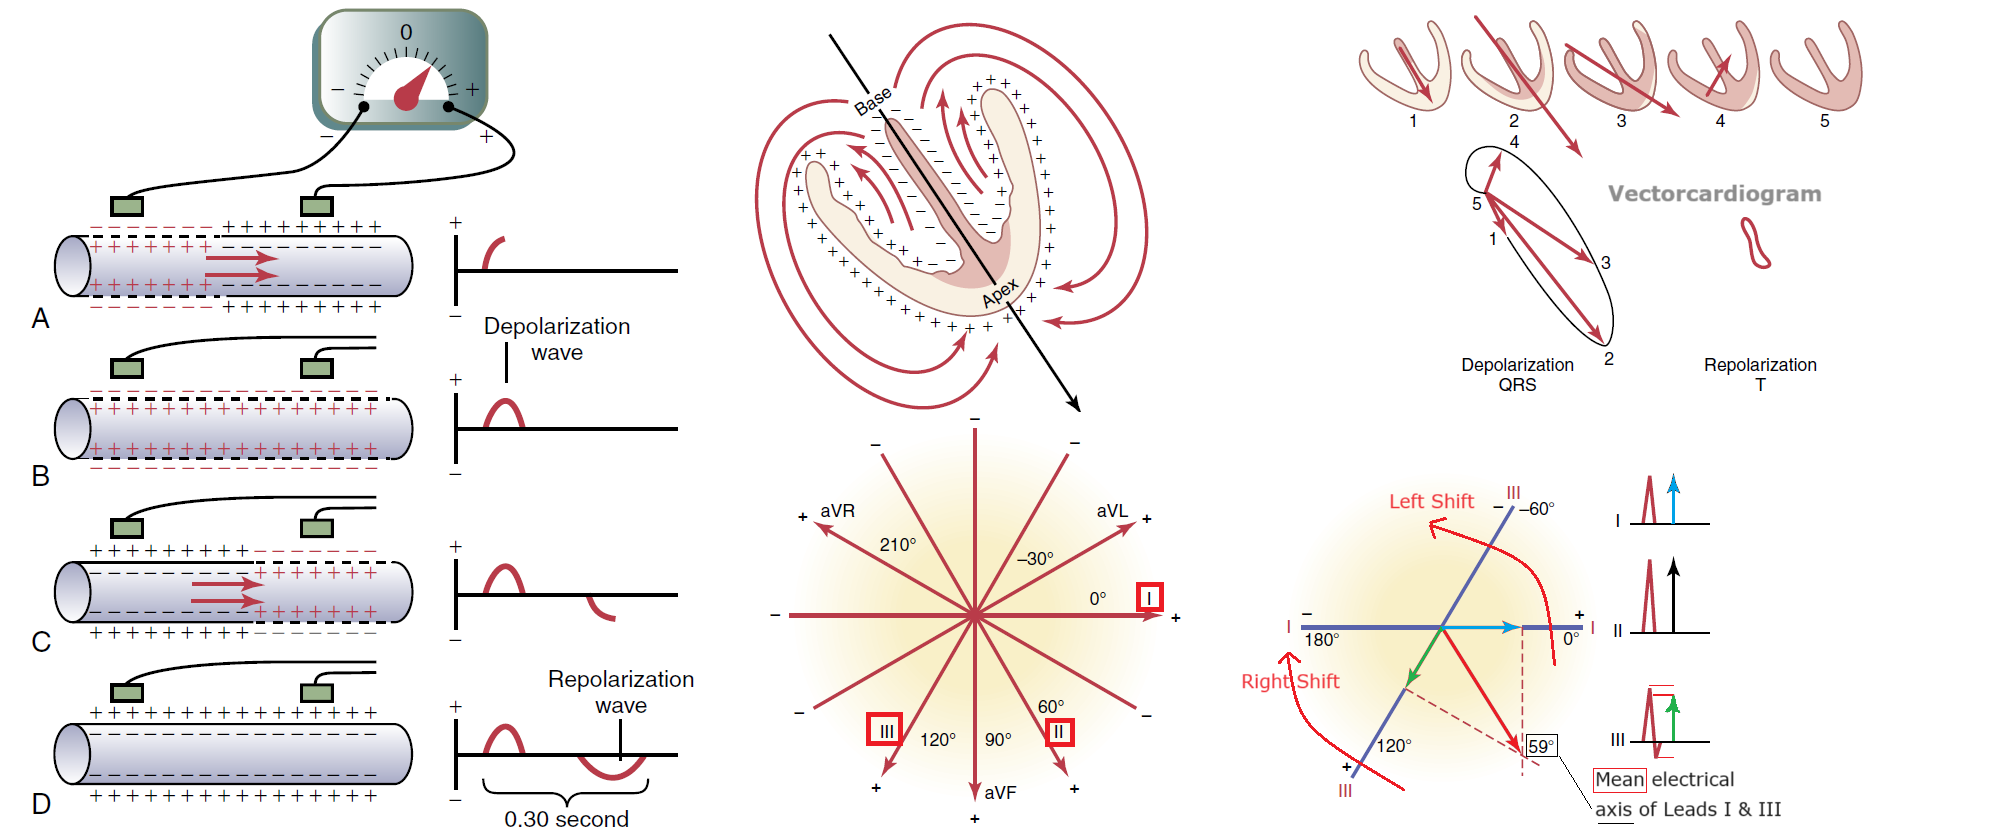 0
− +
− +
A
+
−
Depolarization
wave
B
+
−
C
+
−
Repolarization
wave
D
+
−
0.30 second
Base
Apex
−
− −
+ aVR
aVL +
210°
−30°
0°
I
− +
− −
III
120°
90°
60°
II
+ +
aVF
+
1 2 3 4 5
4
5
1
3
2
Vectorcardiogram
Depolarization
QRS
Repolarization
T
Left Shift
III
− −60°
− +
I I
180° 0°
Right Shift
120°
+
III
59°
I
II
III
Mean electrical
axis of Leads I & III